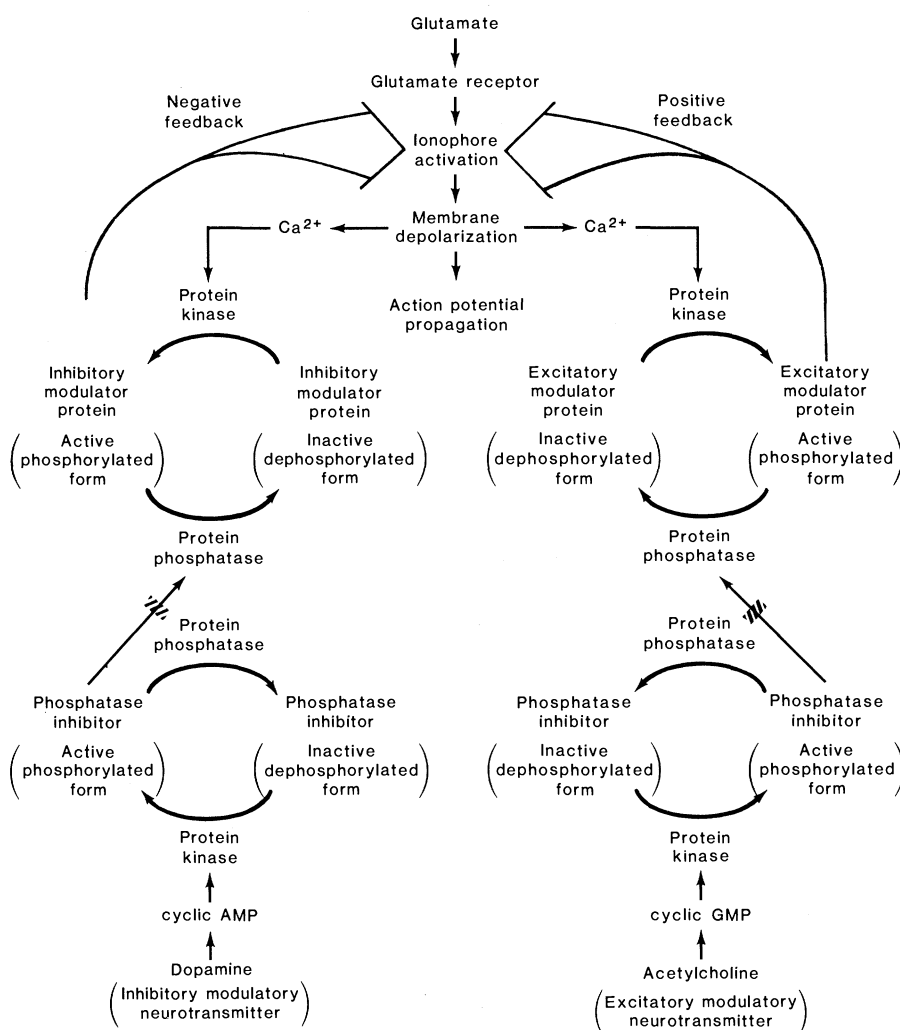 Glutamate
Glutamate receptor
Negative
feedback
Positive
feedback
Ionophore
activation
Ca2+
Membrane
depolarization
Ca2+
Protein
kinase
Action potential
propagation
Protein
kinase
Inhibitory
modulator
protein
(Active
phosphorylated
form)
Inhibitory
modulator
protein
(Inactive
dephosphorylated
form)
Excitatory
modulator
protein
(Inactive
dephosphorylated
form)
Excitatory
modulator
protein
(Active
phosphorylated
form)
Protein
phosphatase
Protein
phosphatase
Protein
phosphatase
Protein
phosphatase
Phosphatase
inhibitor
(Active
phosphorylated
form)
Phosphatase
inhibitor
(Inactive
dephosphorylated
form)
Phosphatase
inhibitor
(Inactive
dephosphorylated
form)
Phosphatase
inhibitor
(Active
phosphorylated
form)
Protein
kinase
Protein
kinase
cyclic AMP
cyclic GMP
Dopamine
(Inhibitory modulatory
neurotransmitter)
Acetylcholine
(Excitatory modulatory
neurotransmitter)